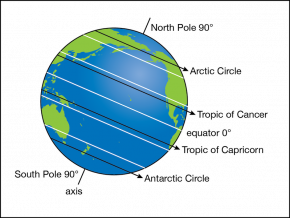 North Pole 90°
Arctic Circle
Tropic of Cancer
equator 0°
Tropic of Capricorn
South Pole 90°
Antarctic Circle
axis